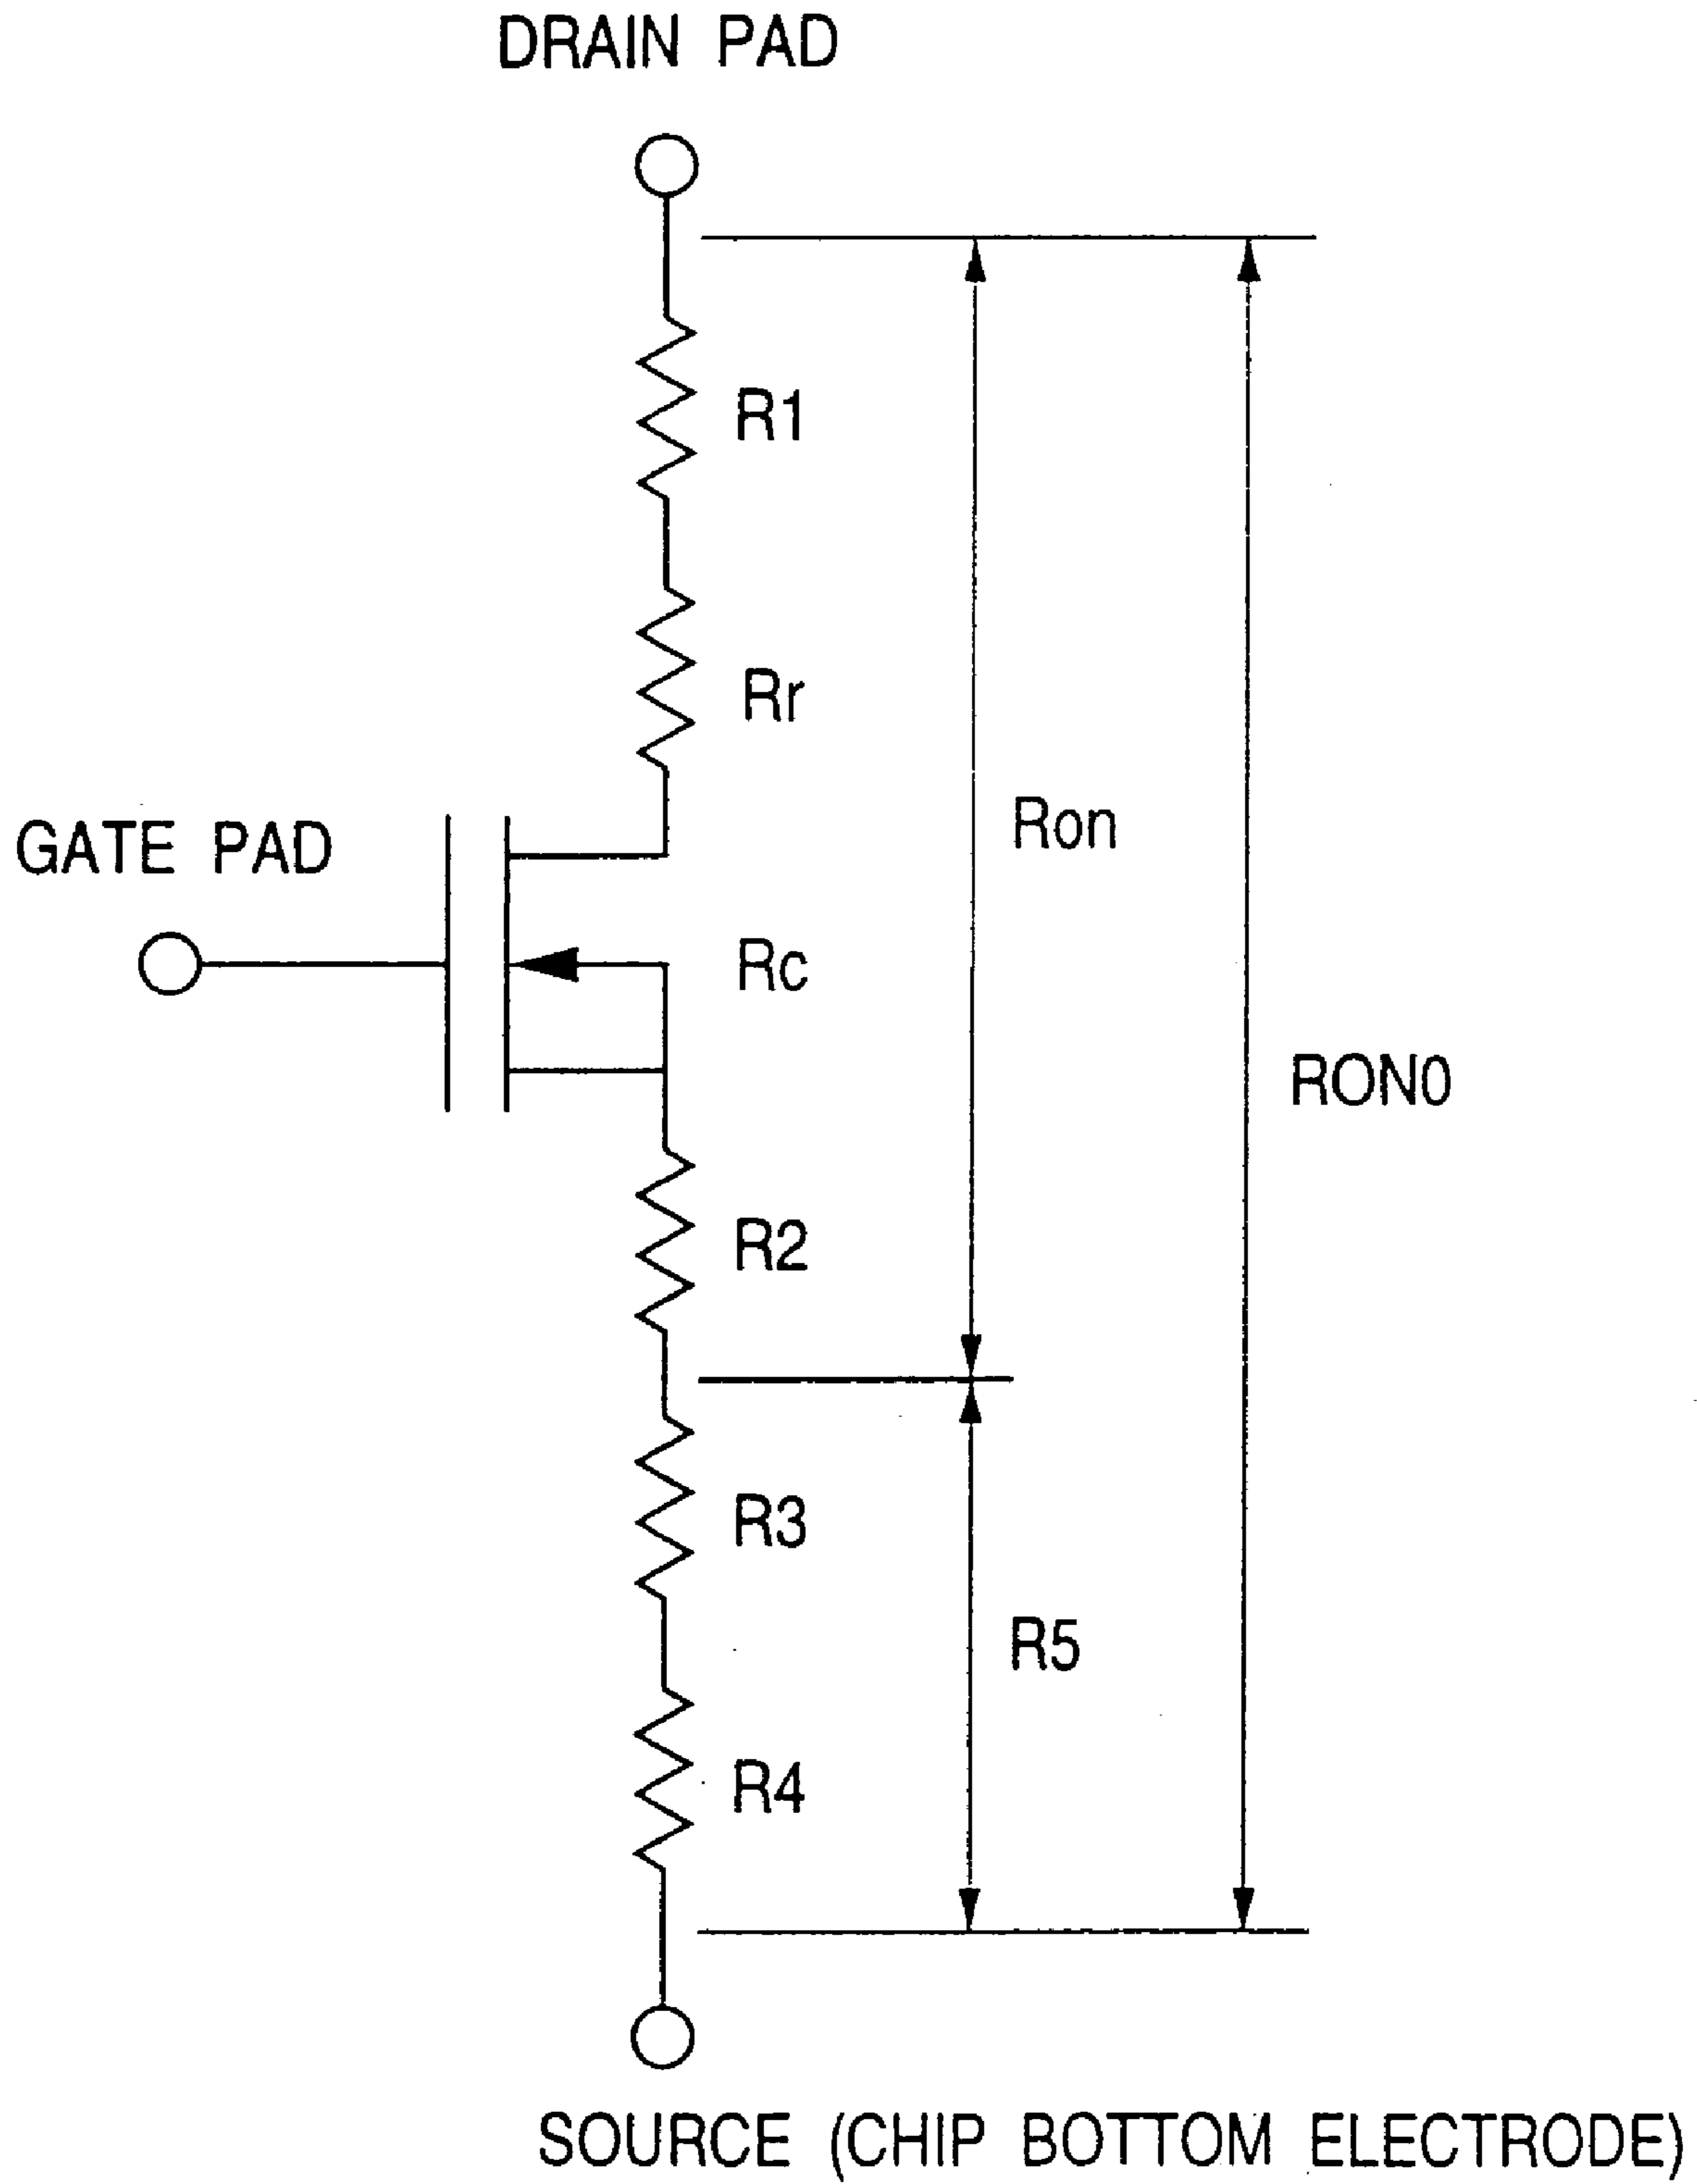 DRAIN PAD
R1
Rr
Ron
GATE PAD
Rc
RON0
R2
R3
R5
R4
SOURCE (CHIP BOTTOM ELECTRODE)